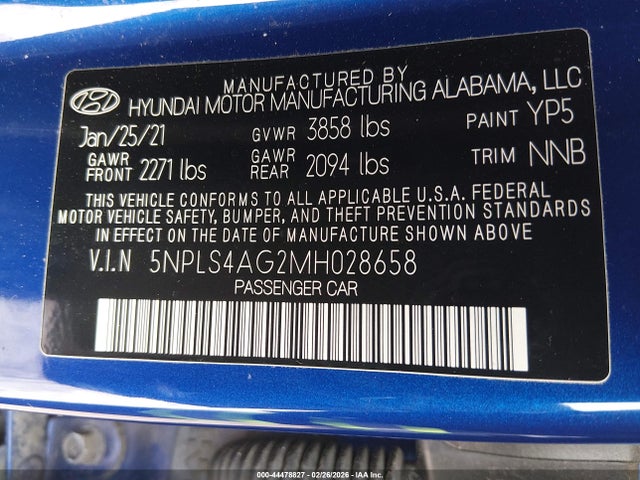 MANUFACTURED BY
HYUNDAI MOTOR MANUFACTURING ALABAMA, LLC
Jan/25/21 GVWR 3858 lbs PAINT YP5
GAWR FRONT 2271 lbs GAWR REAR 2094 lbs TRIM NNB
THIS VEHICLE CONFORMS TO ALL APPLICABLE U.S.A. FEDERAL
MOTOR VEHICLE SAFETY, BUMPER, AND THEFT PREVENTION STANDARDS
IN EFFECT ON THE DATE OF MANUFACTURE SHOWN ABOVE
V.I.N 5NPLS4AG2MH028658
PASSENGER CAR
000-44478827 - 02/26/2026 - IAA Inc.